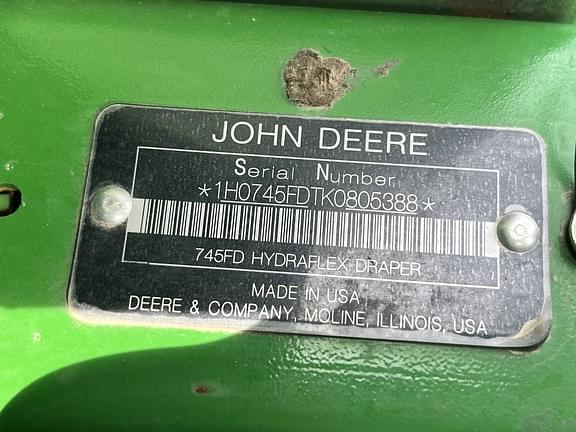 JOHN DEERE
Serial Number
*1H0745FDTK0805388*
745FD HYDRAFLEX DRAPER
MADE IN USA
DEERE & COMPANY, MOLINE, ILLINOIS, USA